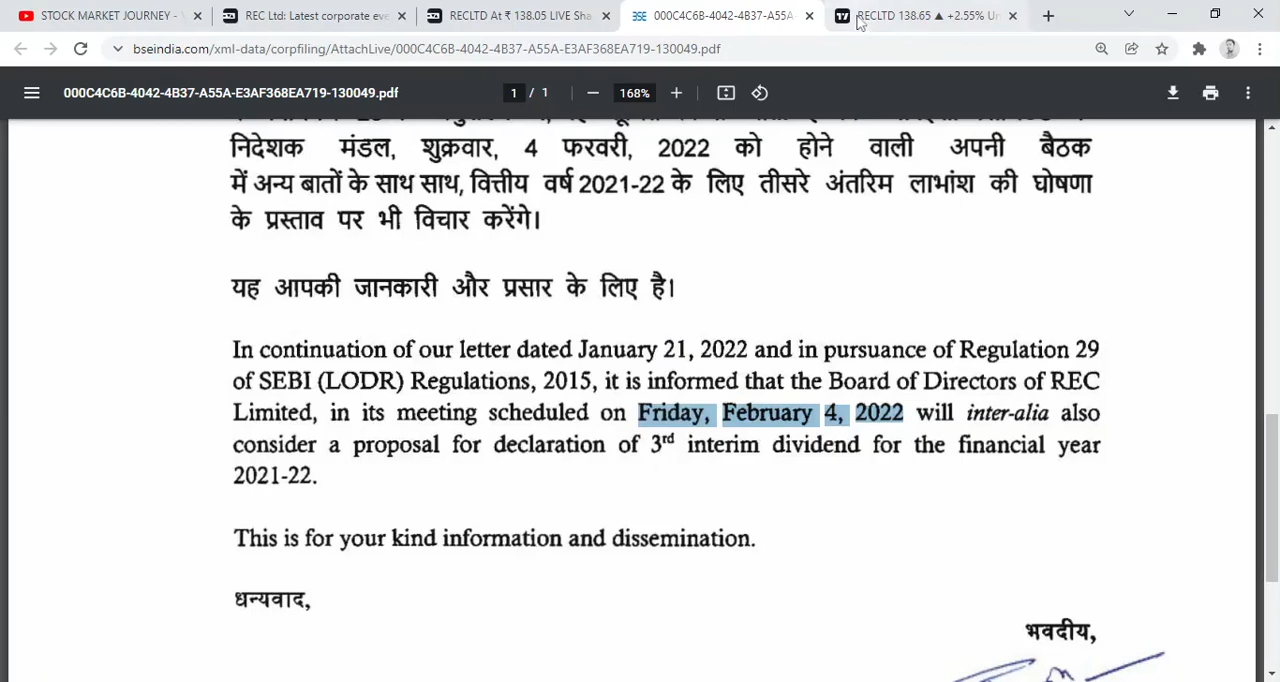 STOCK MARKET JOURNEY -
REC Ltd: Latest corporate eve
RECLTD At ₹ 138.05 LIVE Sha
000C4C6B-4042-4B37-A55A-
RECLTD 138.65 ▲ +2.55% Un
bseindia.com/xml-data/corpfiling/AttachLive/000C4C6B-4042-4B37-A55A-E3AF368EA719-130049.pdf
000C4C6B-4042-4B37-A55A-E3AF368EA719-130049.pdf
1 / 1
168%
निदेशक मंडल, शुक्रवार, 4 फरवरी, 2022 को होने वाली अपनी बैठक
में अन्य बातों के साथ साथ, वित्तीय वर्ष 2021-22 के लिए तीसरे अंतरिम लाभांश की घोषणा
के प्रस्ताव पर भी विचार करेंगे।
यह आपकी जानकारी और प्रसार के लिए है।
In continuation of our letter dated January 21, 2022 and in pursuance of Regulation 29
of SEBI (LODR) Regulations, 2015, it is informed that the Board of Directors of REC
Limited, in its meeting scheduled on Friday, February 4, 2022 will inter-alia also
consider a proposal for declaration of 3rd interim dividend for the financial year
2021-22.
This is for your kind information and dissemination.
धन्यवाद,
भवदीय,